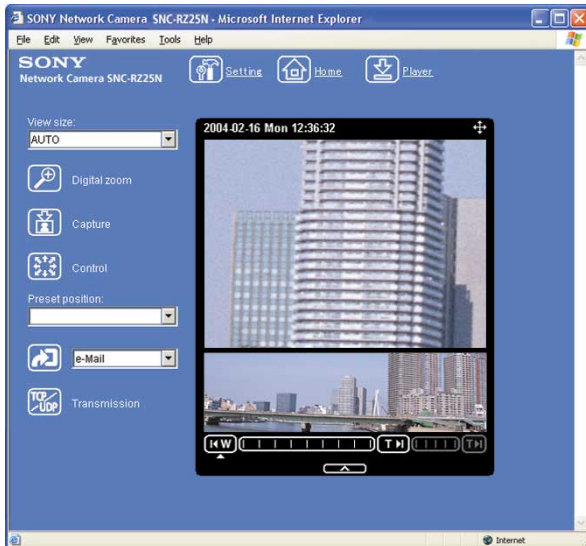 SONY Network Camera SNC-RZ25N - Microsoft Internet Explorer
File Edit View Favorites Tools Help
SONY
Network Camera SNC-RZ25N
Setting Home Player
View size:
AUTO
2004-02-16 Mon 12:36:32
Digital zoom
Capture
Control
Preset position:
e-Mail
TCP/UDP
Transmission
W T T
Internet